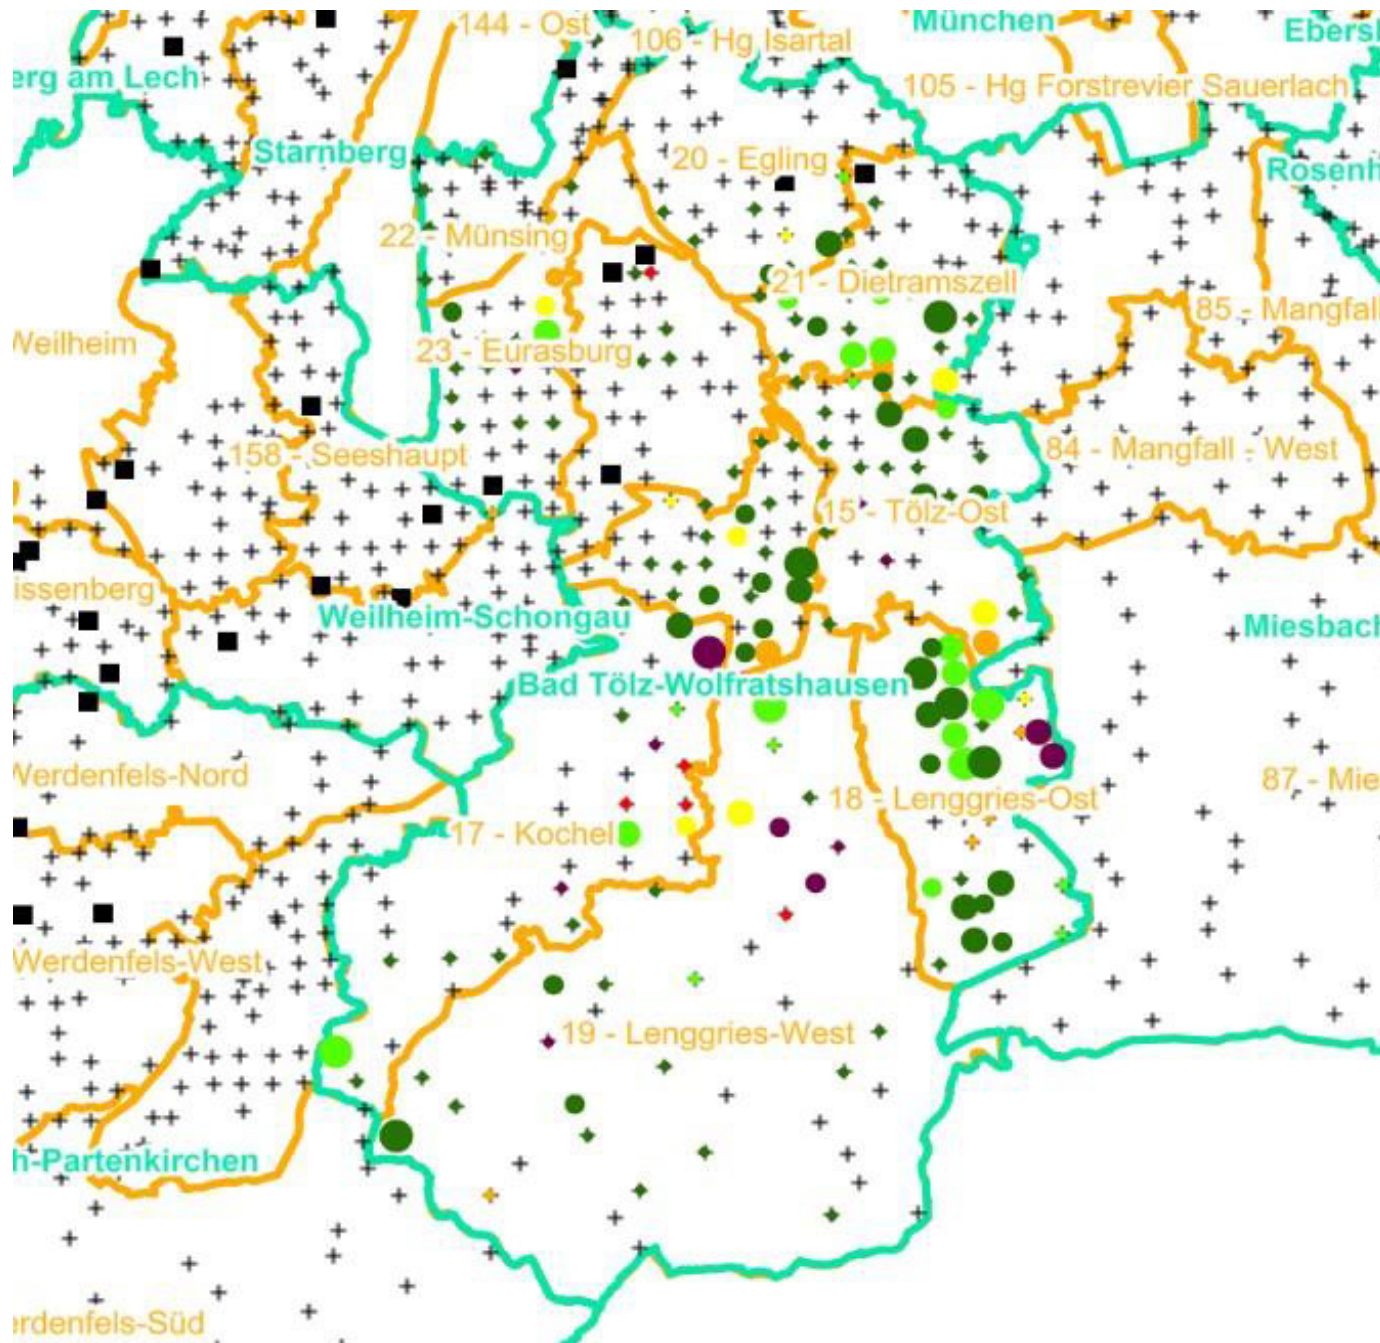 144 - Ost
München
106 - Hg Isartal
Ebersl
erg am Lech
105 - Hg Forstrevier Sauerlach
Starnberg
20 - Egling
Rosenh
22 - Münsing
21 - Dietramszell
85 - Mangfall
Weilheim
23 - Eurasburg
158 - Seeshaupt
84 - Mangfall - West
15 - Tölz-Ost
issenberg
Weilheim-Schongau
Miesbach
Bad Tölz-Wolfratshausen
Werdenfels-Nord
87 - Mie
18 - Lenggries-Ost
17 - Kochel
Werdenfels-West
19 - Lenggries-West
h-Partenkirchen
erdenfels-Süd